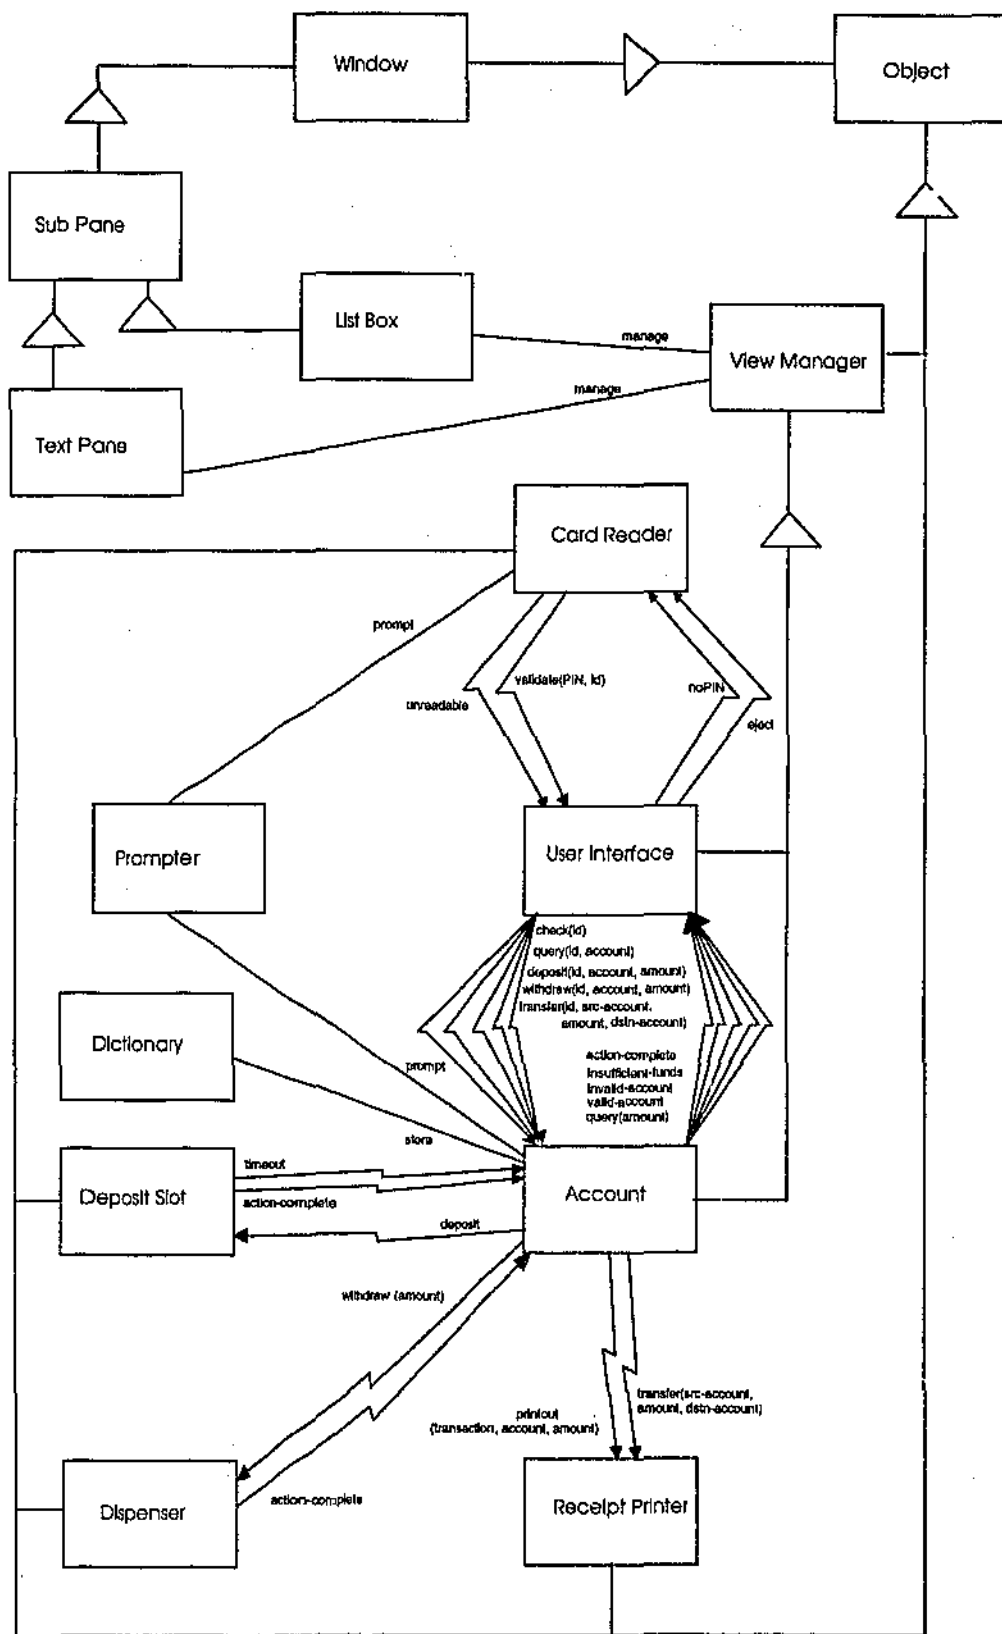 Window
Object
Sub Pane
List Box
manage
View Manager
manage
Text Pane
Card Reader
prompt
validate(PIN, id)
noPIN
unreadable
eject
Prompter
User Interface
check(id)
query(id, account)
deposit(id, account, amount)
withdraw(id, account, amount)
transfer(id, src-account,
amount, dstn-account)
Dictionary
action-complete
insufficient-funds
invalid-account
valid-account
query(amount)
prompt
store
timeout
Deposit Slot
action-complete
Account
deposit
withdraw (amount)
transfer(src-account,
amount, dstn-account)
printout
(transaction, account, amount)
action-complete
Dispenser
Receipt Printer